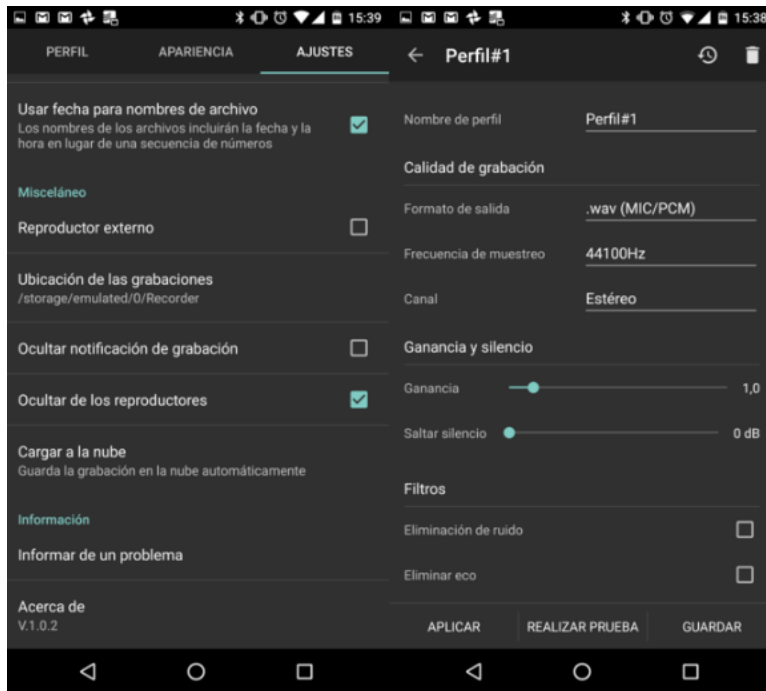 15:39
PERFIL APARIENCIA AJUSTES
Usar fecha para nombres de archivo
Los nombres de los archivos incluirán la fecha y la
hora en lugar de una secuencia de números
Misceláneo
Reproductor externo
Ubicación de las grabaciones
/storage/emulated/0/Recorder
Ocultar notificación de grabación
Ocultar de los reproductores
Cargar a la nube
Guarda la grabación en la nube automáticamente
Información
Informar de un problema
Acerca de
V.1.0.2
15:38
Perfil#1
Nombre de perfil Perfil#1
Calidad de grabación
Formato de salida .wav (MIC/PCM)
Frecuencia de muestreo 44100Hz
Canal Estéreo
Ganancia y silencio
Ganancia 1,0
Saltar silencio 0 dB
Filtros
Eliminación de ruido
Eliminar eco
APLICAR REALIZAR PRUEBA GUARDAR